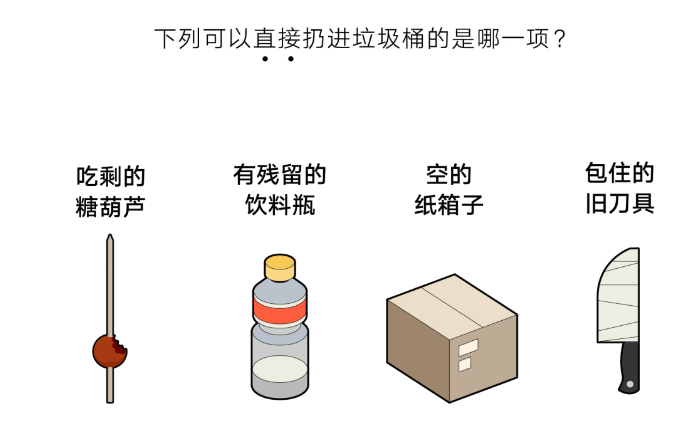 下列可以直接扔进垃圾桶的是哪一项？
吃剩的
糖葫芦
有残留的
饮料瓶
空的
纸箱子
包住的
旧刀具